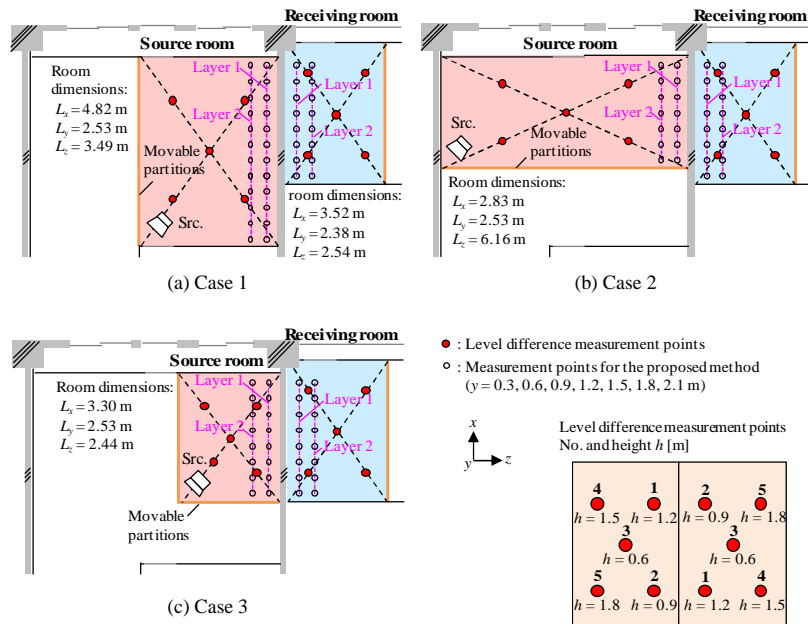 Receiving room
Source room
Layer 1
Layer 1
Layer 2
Layer 2
Room
dimensions:
Lx = 4.82 m
Ly = 2.53 m
Lz = 3.49 m
Movable
partitions
Src.
room dimensions:
Lx = 3.52 m
Ly = 2.38 m
Lz = 2.54 m
(a) Case 1
Receiving room
Source room
Layer 1
Layer 1
Layer 2
Layer 2
Src.
Movable
partitions
Room dimensions:
Lx = 2.83 m
Ly = 2.53 m
Lz = 6.16 m
(b) Case 2
Receiving room
Source room
Room dimensions:
Lx = 3.30 m
Ly = 2.53 m
Lz = 2.44 m
Layer 1
Layer 1
Layer 2
Layer 2
Src.
Movable
partitions
(c) Case 3
: Level difference measurement points
: Measurement points for the proposed method
(y = 0.3, 0.6, 0.9, 1.2, 1.5, 1.8, 2.1 m)
x
y
z
Level difference measurement points
No. and height h [m]
4 1 2 5
h = 1.5 h = 1.2 h = 0.9 h = 1.8
3 3
h = 0.6 h = 0.6
5 2 1 4
h = 1.8 h = 0.9 h = 1.2 h = 1.5